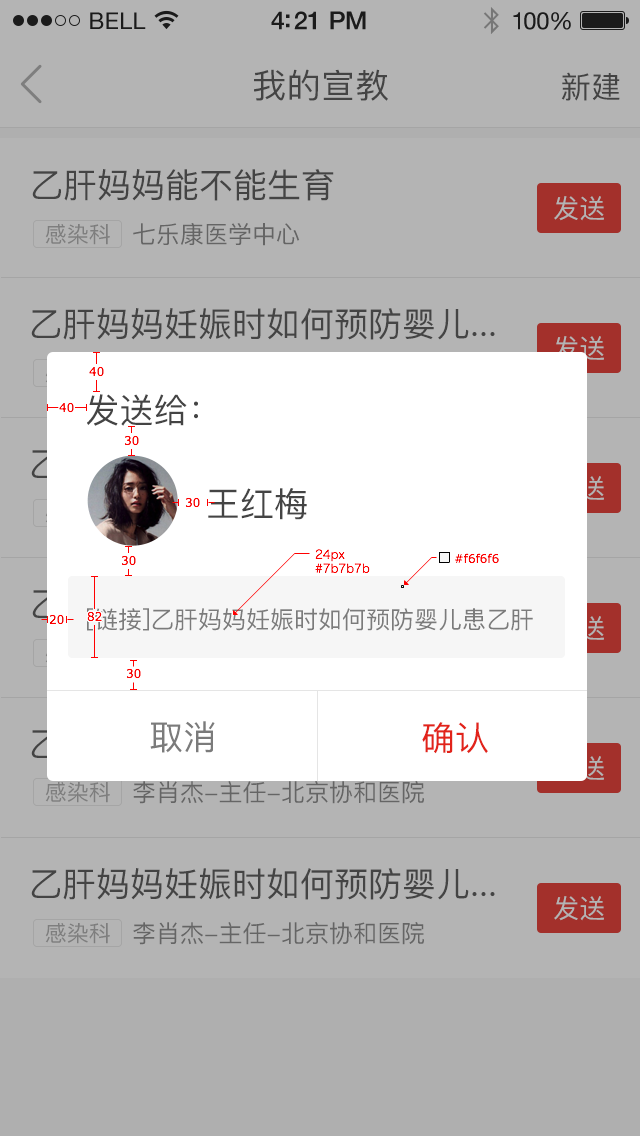 BELL 4:21 PM 100%
我的宣教 新建
乙肝妈妈能不能生育
感染科 七乐康医学中心
发送
乙肝妈妈妊娠时如何预防婴儿...
发送
40
40
发送给：
30
30
王红梅
30
24px
#7b7b7b
#f6f6f6
20
82
[链接]乙肝妈妈妊娠时如何预防婴儿患乙肝
30
取消 确认
送
送
送
感染科 李肖杰–主任–北京协和医院
乙肝妈妈妊娠时如何预防婴儿...
感染科 李肖杰–主任–北京协和医院
发送